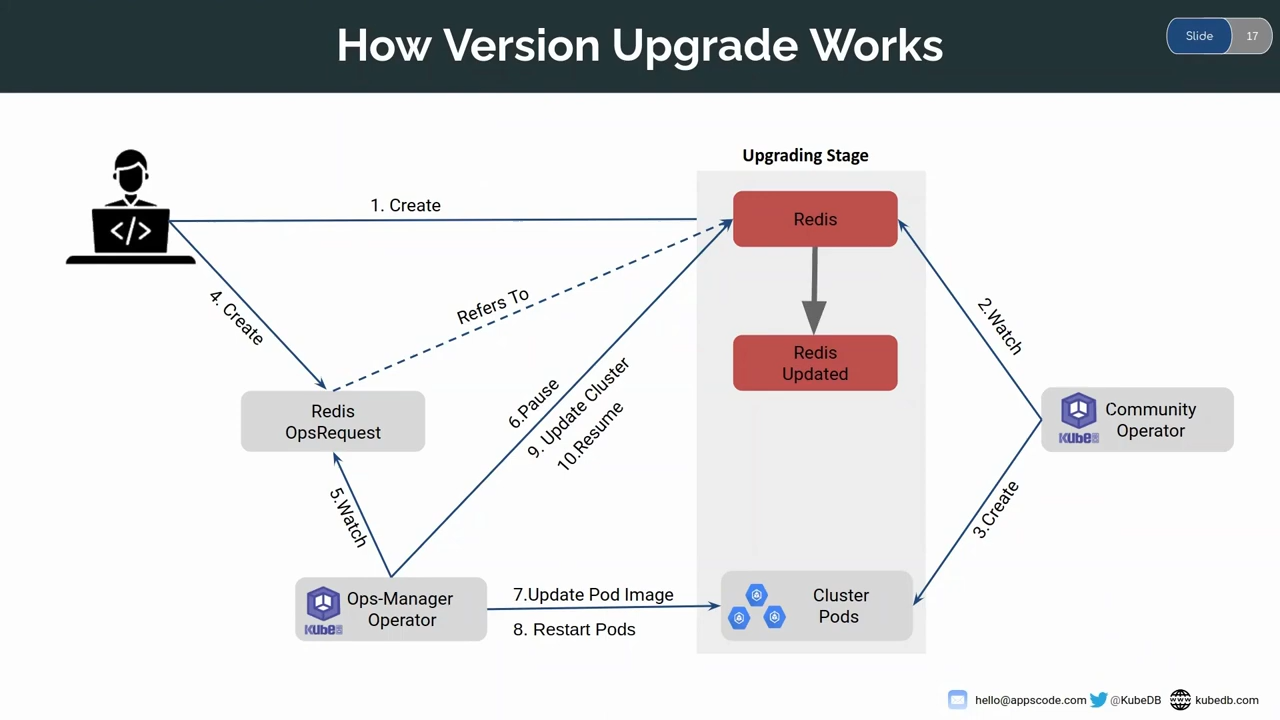 How Version Upgrade Works
Slide 17
Upgrading Stage
1. Create
Redis
4. Create
Refers To
2.Watch
Redis
Updated
6.Pause
9. Update Cluster
10.Resume
Redis
OpsRequest
Community
Operator
5.Watch
3.Create
Ops-Manager
Operator
7.Update Pod Image
8. Restart Pods
Cluster
Pods
hello@appscode.com @KubeDB kubedb.com